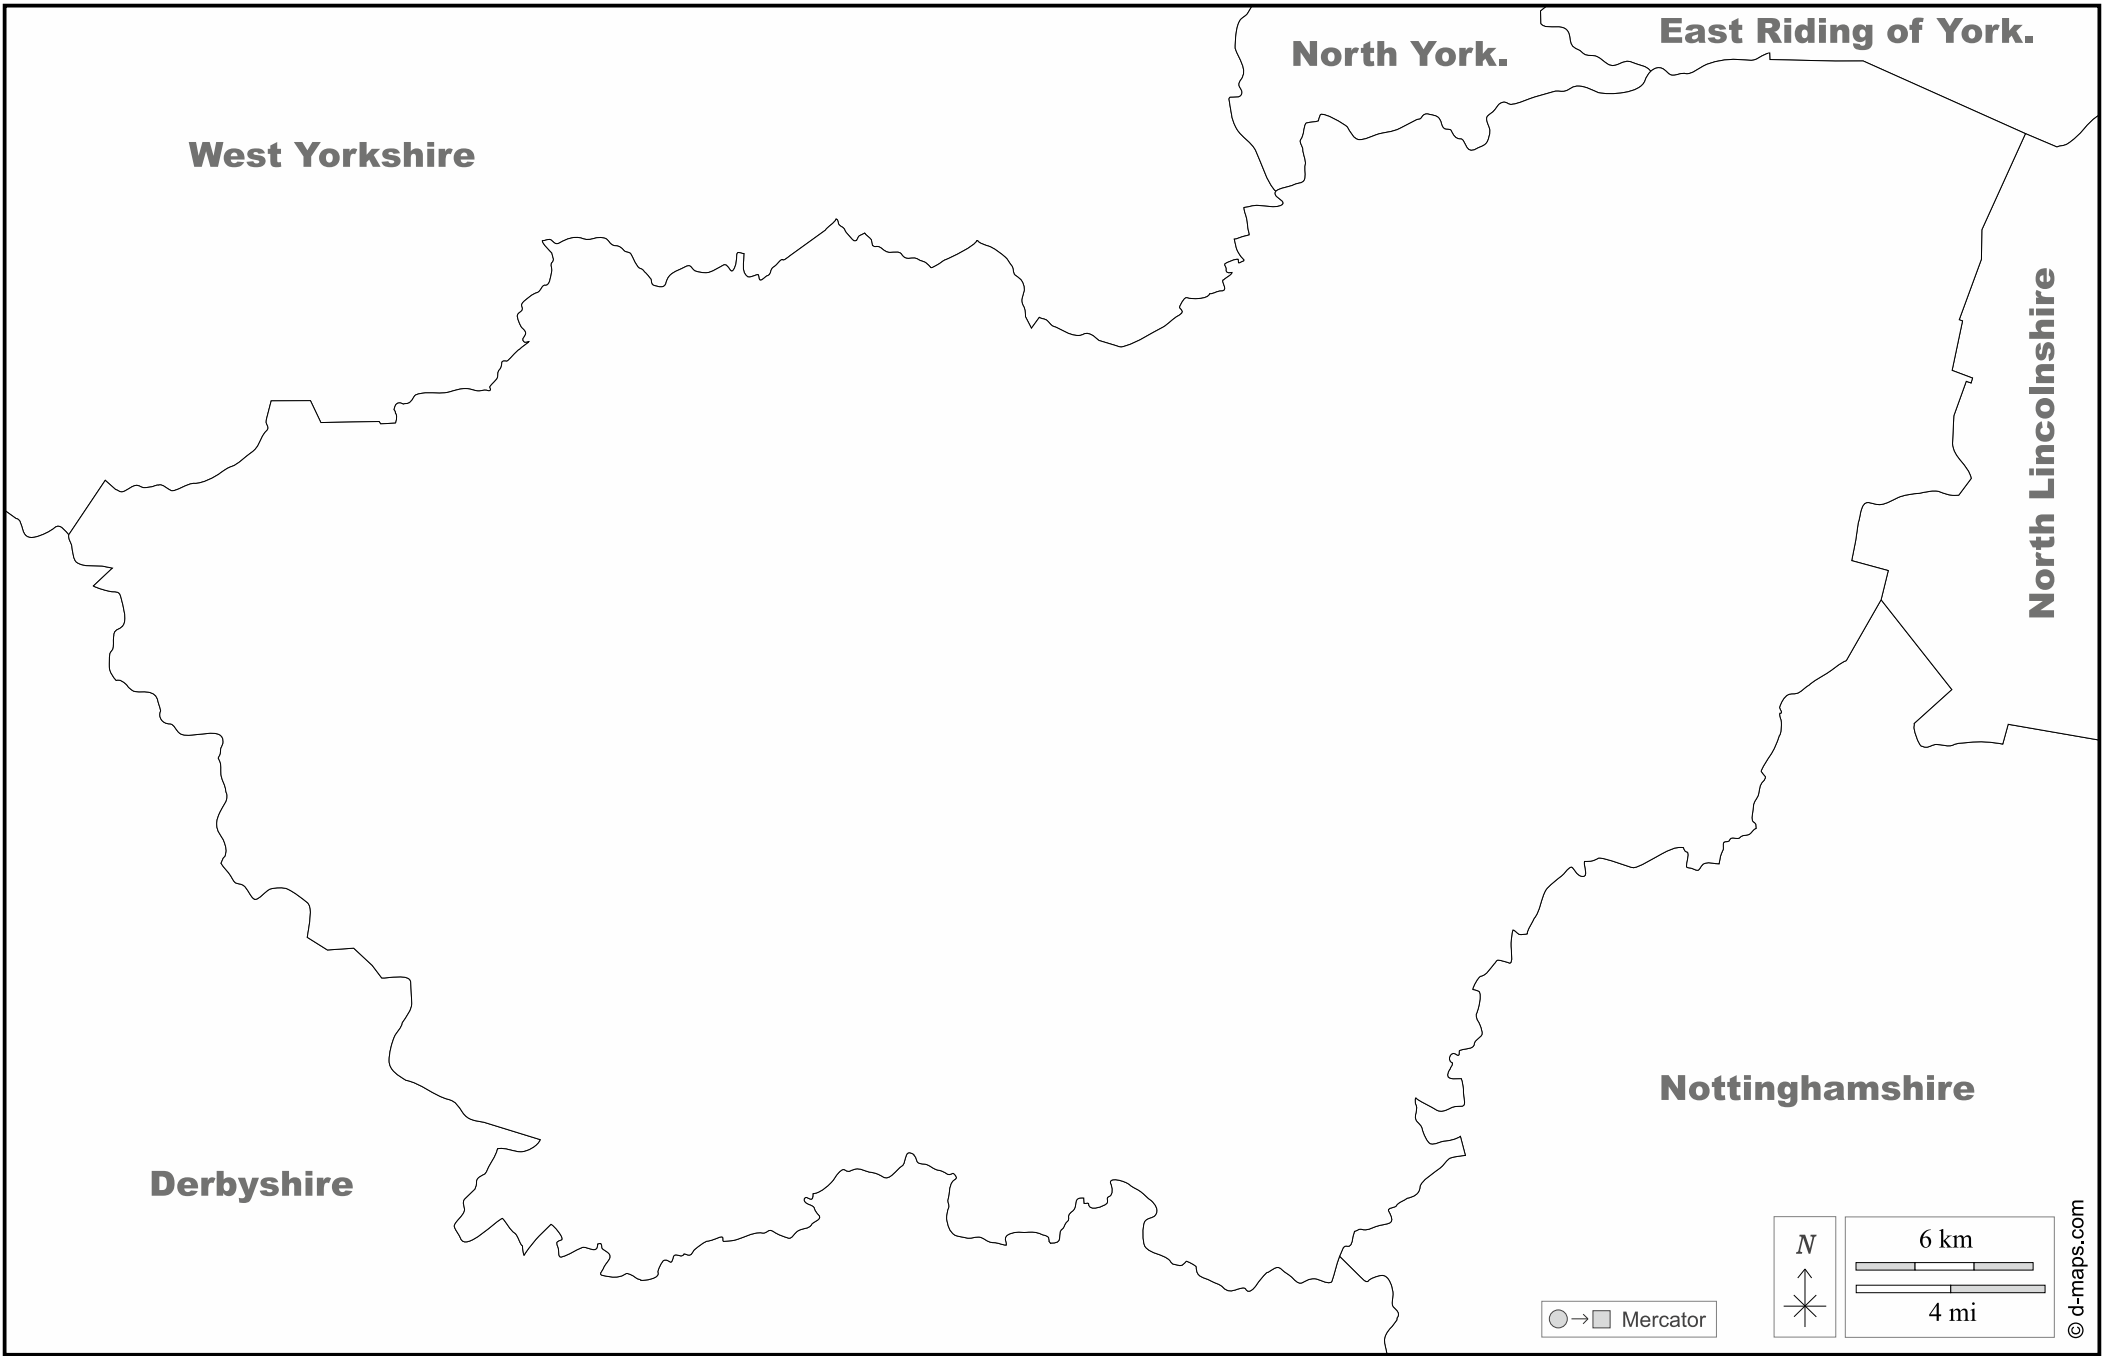 East Riding of York.
North York.
West Yorkshire
North Lincolnshire
Nottinghamshire
Derbyshire
N
6 km
4 mi
Mercator
© d-maps.com